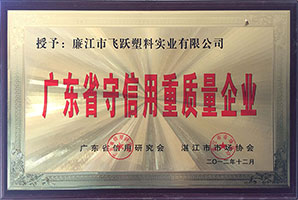 授予：廉江市飞跃塑料实业有限公司
广东省守信用重质量企业
广东省信用研究会 湛江市市场协会
二〇一二年十二月